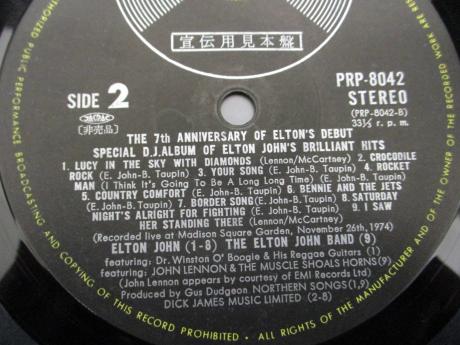 宣伝用見本盤
SIDE 2
[非売品]
PRP-8042
STEREO
(PRP-8042-B)
33⅓ r. p. m.
THE 7th ANNIVERSARY OF ELTON'S DEBUT
SPECIAL D.J.ALBUM OF ELTON JOHN'S BRILLIANT HITS
1. LUCY IN THE SKY WITH DIAMONDS (Lennon/McCartney) 2. CROCODILE
ROCK (E. John-B. Taupin) 3. YOUR SONG (E. John-B. Taupin) 4. ROCKET
MAN (I Think It's Going To Be A Long Long Time) (E. John-B. Taupin)
5. COUNTRY COMFORT (E. John-B. Taupin) 6. BENNIE AND THE JETS
(E. John-B. Taupin) 7. BORDER SONG (E. John-B. Taupin) 8. SATURDAY
NIGHT'S ALRIGHT FOR FIGHTING (E. John-B. Taupin) 9. I SAW
HER STANDING THERE (Lennon/McCartney)
(Recorded live at Madison Square Garden, November 26th 1974)
ELTON JOHN (1-8) THE ELTON JOHN BAND (9)
featuring: Dr. Winston O' Boogie & His Reggae Guitars (1)
featuring: JOHN LENNON & THE MUSCLE SHOALS HORNS (9)
(John Lennon appears by courtesy of EMI Records Ltd)
Produced by Gus Dudgeon NORTHERN SONGS (1,9)
DICK JAMES MUSIC LIMITED (2-8)
AUTHORIZED PUBLIC PERFORMANCE BROADCASTING AND COPYING OF THIS RECORD PROHIBITED • ALL RIGHTS OF THE MANUFACTURER AND OF THE OWNER OF THE RECORDED WORK ARE